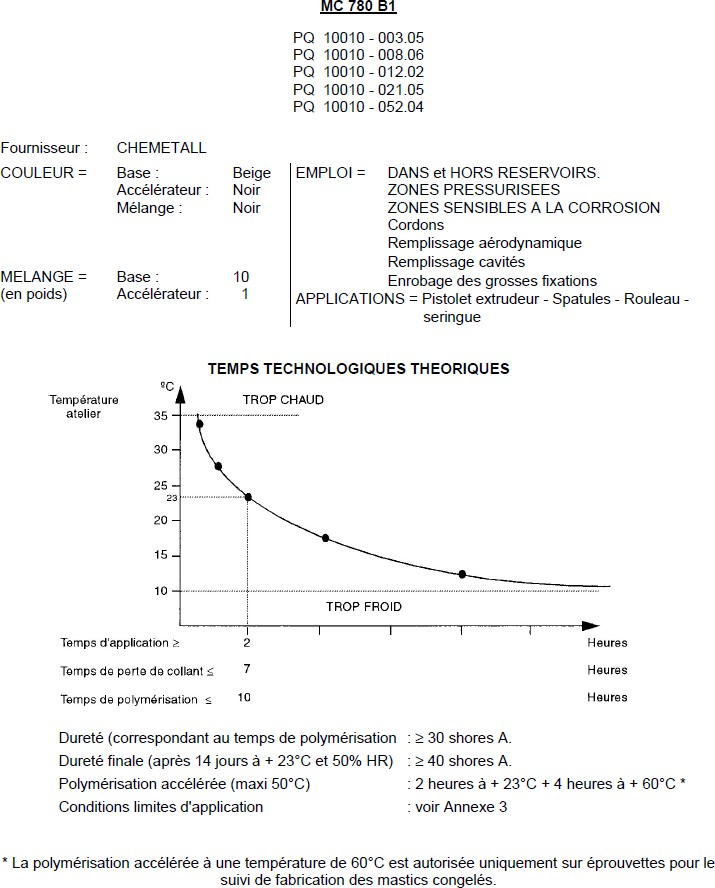 MC 780 B1
PQ 10010 - 003.05
PQ 10010 - 008.06
PQ 10010 - 012.02
PQ 10010 - 021.05
PQ 10010 - 052.04
Fournisseur : CHEMETALL
COULEUR = Base : Beige
Accélérateur : Noir
Mélange : Noir
MELANGE = Base : 10
(en poids) Accélérateur : 1
EMPLOI = DANS et HORS RESERVOIRS.
ZONES PRESSURISEES
ZONES SENSIBLES A LA CORROSION
Cordons
Remplissage aérodynamique
Remplissage cavités
Enrobage des grosses fixations
APPLICATIONS = Pistolet extrudeur - Spatules - Rouleau -
seringue
TEMPS TECHNOLOGIQUES THEORIQUES
Température
atelier
ºC
TROP CHAUD
35
30
25
23
20
15
10
TROP FROID
Temps d'application ≥ 2 Heures
Temps de perte de collant ≤ 7 Heures
Temps de polymérisation ≤ 10 Heures
Dureté (correspondant au temps de polymérisation : ≥ 30 shores A.
Dureté finale (après 14 jours à + 23°C et 50% HR) : ≥ 40 shores A.
Polymérisation accélérée (maxi 50°C) : 2 heures à + 23°C + 4 heures à + 60°C *
Conditions limites d'application : voir Annexe 3
* La polymérisation accélérée à une température de 60°C est autorisée uniquement sur éprouvettes pour le
suivi de fabrication des mastics congelés.